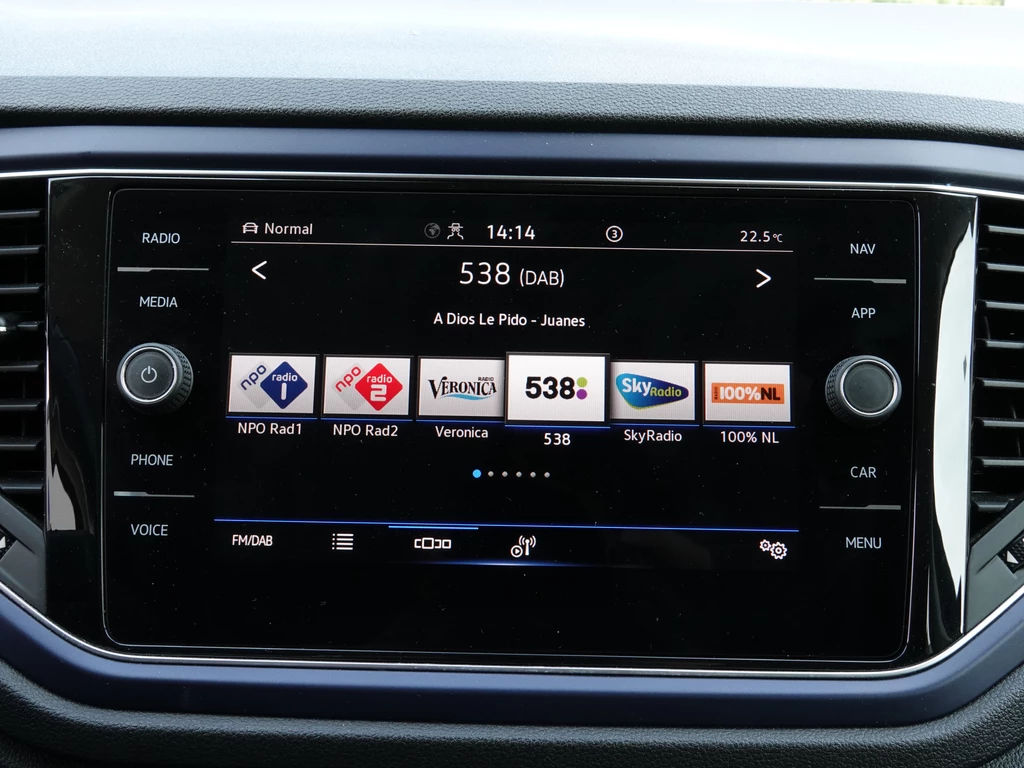 RADIO
MEDIA
PHONE
VOICE
Normal
14:14
3
22.5°C
538 (DAB)
A Dios Le Pido - Juanes
npo radio 1
npo radio 2
RADIO
VERONICA
538
Sky Radio
100%NL
NPO Rad1
NPO Rad2
Veronica
538
SkyRadio
100% NL
FM/DAB
NAV
APP
CAR
MENU